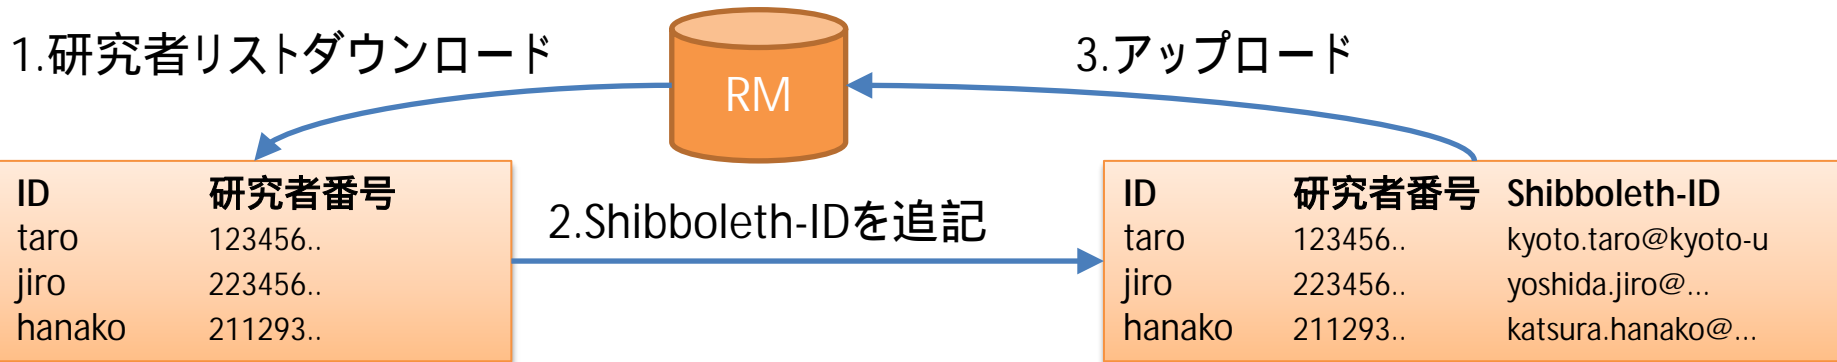 1.研究者リストダウンロード
RM
3.アップロード
ID 研究者番号
taro 123456..
jiro 223456..
hanako 211293..
2.Shibboleth-IDを追記
ID 研究者番号 Shibboleth-ID
taro 123456.. kyoto.taro@kyoto-u
jiro 223456.. yoshida.jiro@...
hanako 211293.. katsura.hanako@...